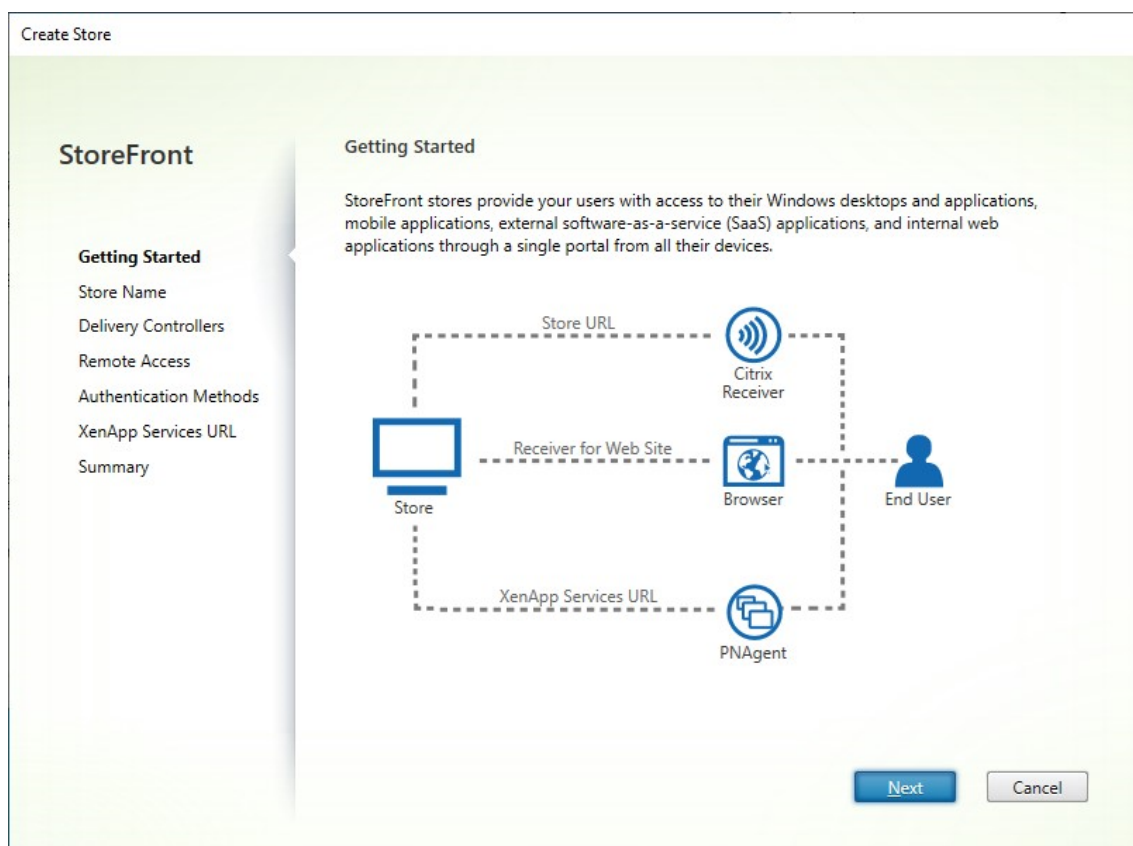 Create Store
StoreFront
Getting Started
Store Name
Delivery Controllers
Remote Access
Authentication Methods
XenApp Services URL
Summary
Getting Started
StoreFront stores provide your users with access to their Windows desktops and applications,
mobile applications, external software-as-a-service (SaaS) applications, and internal web
applications through a single portal from all their devices.
Store URL
Citrix
Receiver
Receiver for Web Site
Store
Browser
End User
XenApp Services URL
PNAgent
Next
Cancel